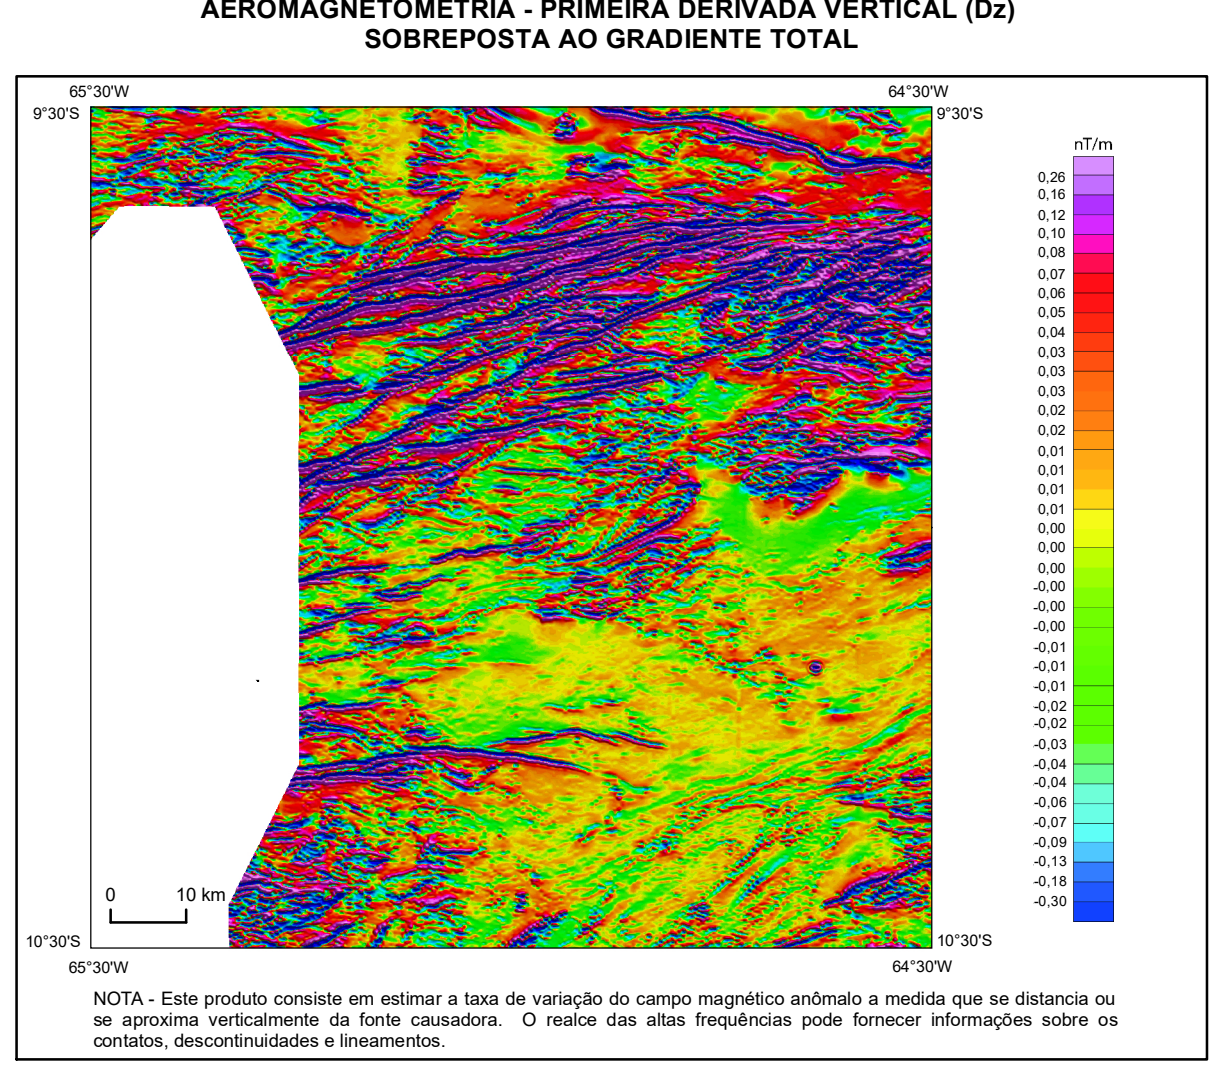 AEROMAGNETOMETRIA - PRIMEIRA DERIVADA VERTICAL (Dz)
SOBREPOSTA AO GRADIENTE TOTAL
65°30'W
64°30'W
9°30'S
9°30'S
nT/m
0,26
0,16
0,12
0,10
0,08
0,07
0,06
0,05
0,04
0,03
0,03
0,03
0,02
0,02
0,01
0,01
0,01
0,01
0,00
0,00
0,00
-0,00
-0,00
-0,00
-0,01
-0,01
-0,01
-0,02
-0,02
-0,03
-0,04
-0,04
-0,06
-0,07
-0,09
-0,13
-0,18
-0,30
0 10 km
10°30'S
10°30'S
65°30'W
64°30'W
NOTA - Este produto consiste em estimar a taxa de variação do campo magnético anômalo a medida que se distancia ou
se aproxima verticalmente da fonte causadora. O realce das altas frequências pode fornecer informações sobre os
contatos, descontinuidades e lineamentos.